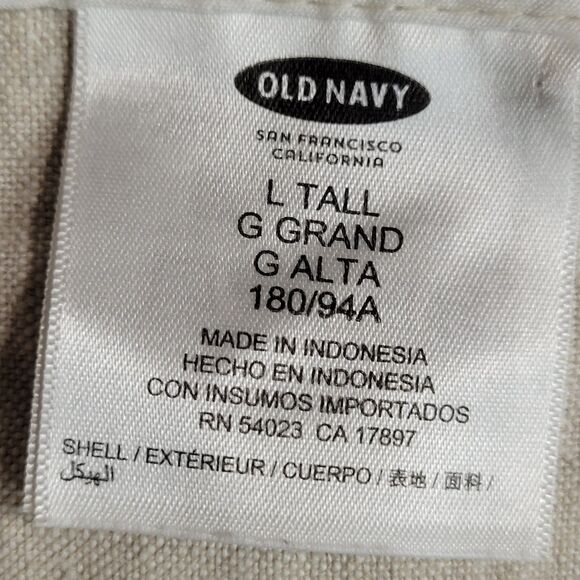 OLD NAVY
SAN FRANCISCO
CALIFORNIA
L TALL
G GRAND
G ALTA
180/94A
MADE IN INDONESIA
HECHO EN INDONESIA
CON INSUMOS IMPORTADOS
RN 54023 CA 17897
SHELL / EXTÉRIEUR / CUERPO / 表地 / 面料 /
الهيكل